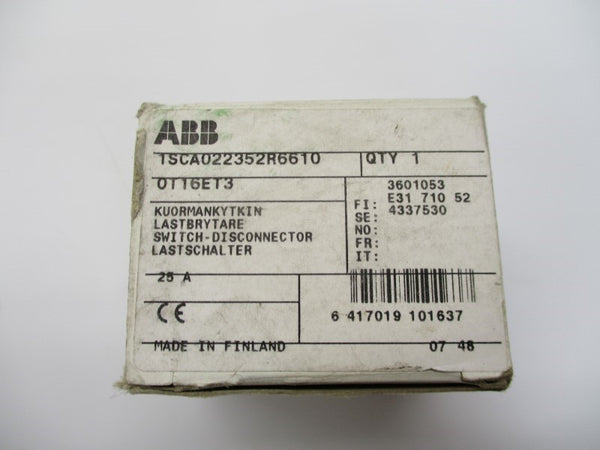 ABB
1SCA022352R6610 QTY 1
OT16ET3
KUORMANKYTKIN
LASTBRYTARE
SWITCH-DISCONNECTOR
LASTSCHALTER
3601053
FI: E31 710 52
SE: 4337530
NO:
FR:
IT:
25 A
CE
6 417019 101637
MADE IN FINLAND 07 48